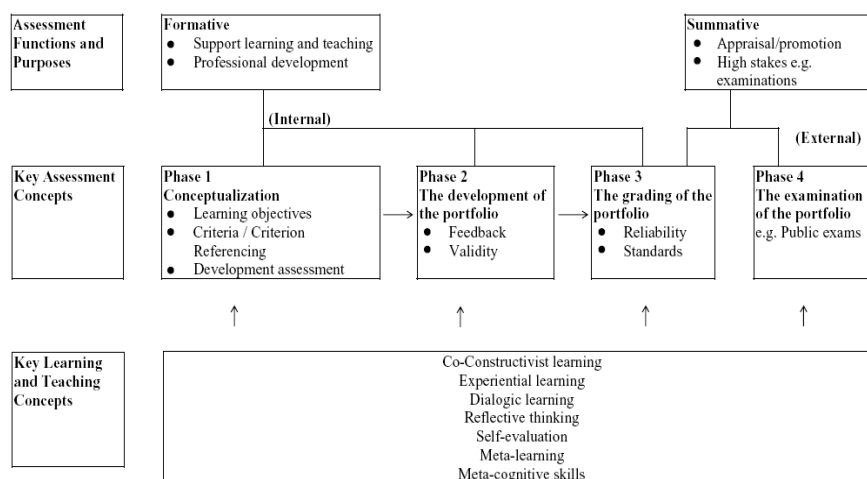 Assessment
Functions and
Purposes
Formative
● Support learning and teaching
● Professional development
Summative
● Appraisal/promotion
● High stakes e.g.
examinations
(Internal)
(External)
Key Assessment
Concepts
Phase 1
Conceptualization
● Learning objectives
● Criteria / Criterion
Referencing
● Development assessment
Phase 2
The development of
the portfolio
● Feedback
● Validity
Phase 3
The grading of the
portfolio
● Reliability
● Standards
Phase 4
The examination
of the portfolio
e.g. Public exams
Key Learning
and Teaching
Concepts
Co-Constructivist learning
Experiential learning
Dialogic learning
Reflective thinking
Self-evaluation
Meta-learning
Meta-cognitive skills